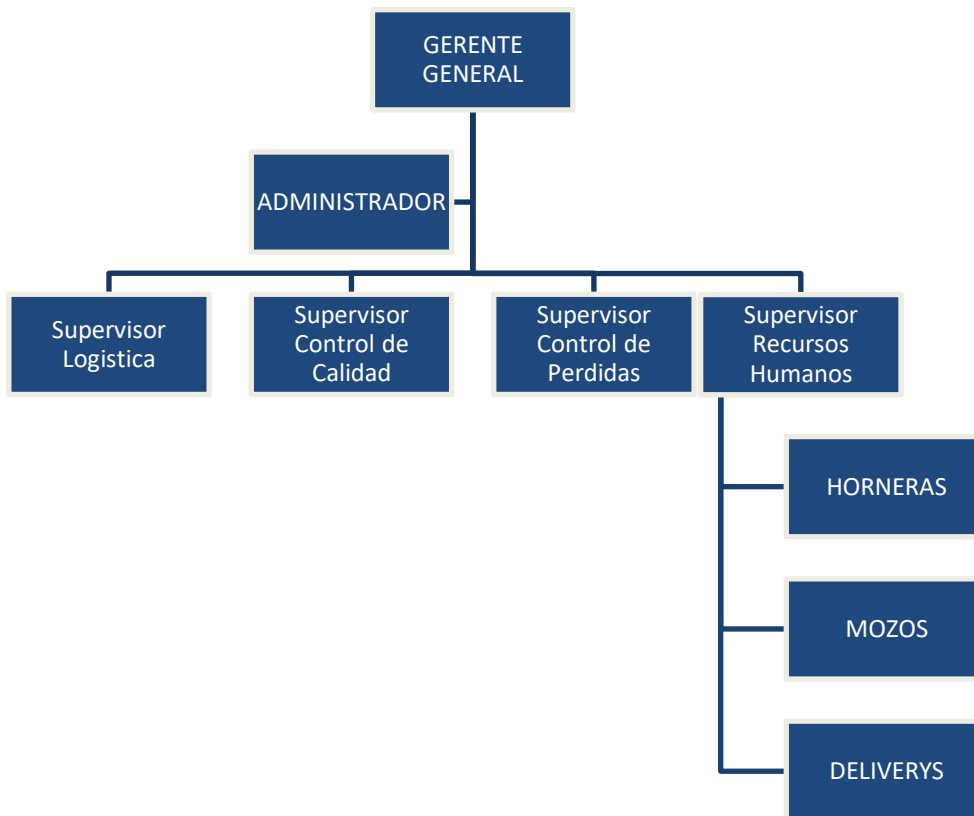 GERENTE
GENERAL
ADMINISTRADOR
Supervisor
Logistica
Supervisor
Control de
Calidad
Supervisor
Control de
Perdidas
Supervisor
Recursos
Humanos
HORNERAS
MOZOS
DELIVERYS